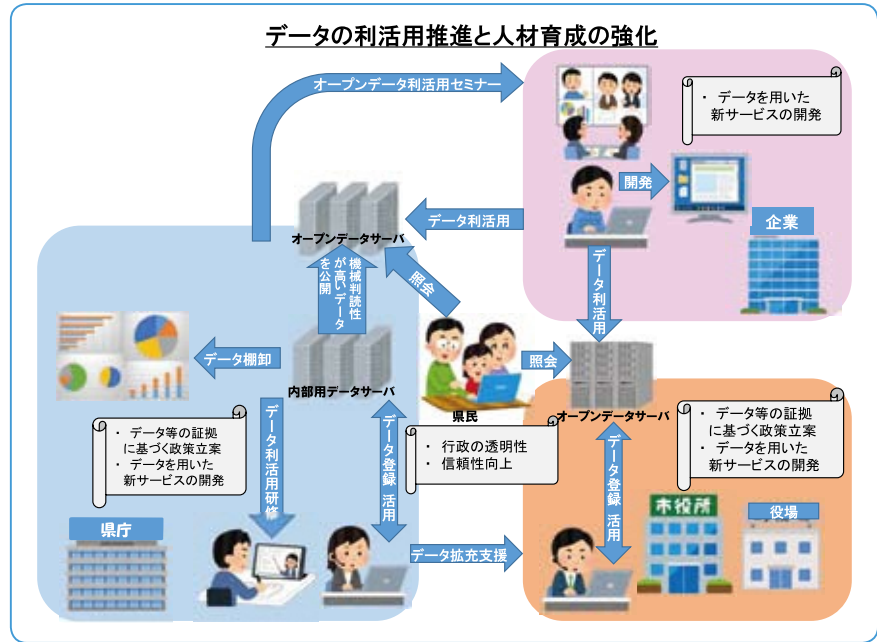 データの利活用推進と人材育成の強化
オープンデータ利活用セミナー
・ データを用いた
新サービスの開発
開発
企業
データ利活用
オープンデータサーバ
機械判読性
が高いデータ
を公開
照会
データ利活用
データ棚卸
内部用データサーバ
県民
照会
オープンデータサーバ
・ データ等の証拠
に基づく政策立案
・ データを用いた
新サービスの開発
データ利活用研修
データ登録 活用
・ 行政の透明性
・ 信頼性向上
・ データ等の証拠
に基づく政策立案
・ データを用いた
新サービスの開発
データ登録 活用
県庁
データ拡充支援
市役所
役場